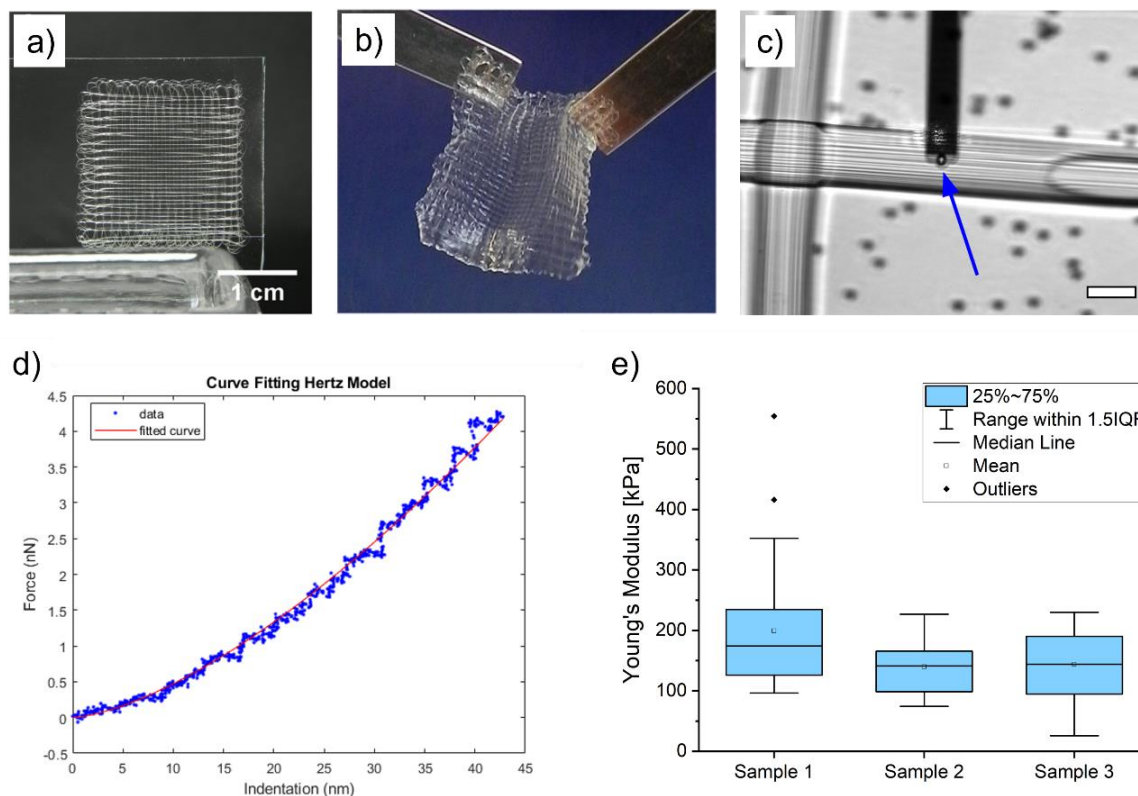 a)
b)
c)
1 cm
d)
Curve Fitting Hertz Model
4.5
4
3.5
3
2.5
2
1.5
1
0.5
0
-0.5
data
fitted curve
Force (nN)
0 5 10 15 20 25 30 35 40 45
Indentation (nm)
e)
600
500
400
300
200
100
0
Young's Modulus [kPa]
25%~75%
Range within 1.5IQR
Median Line
Mean
Outliers
Sample 1 Sample 2 Sample 3